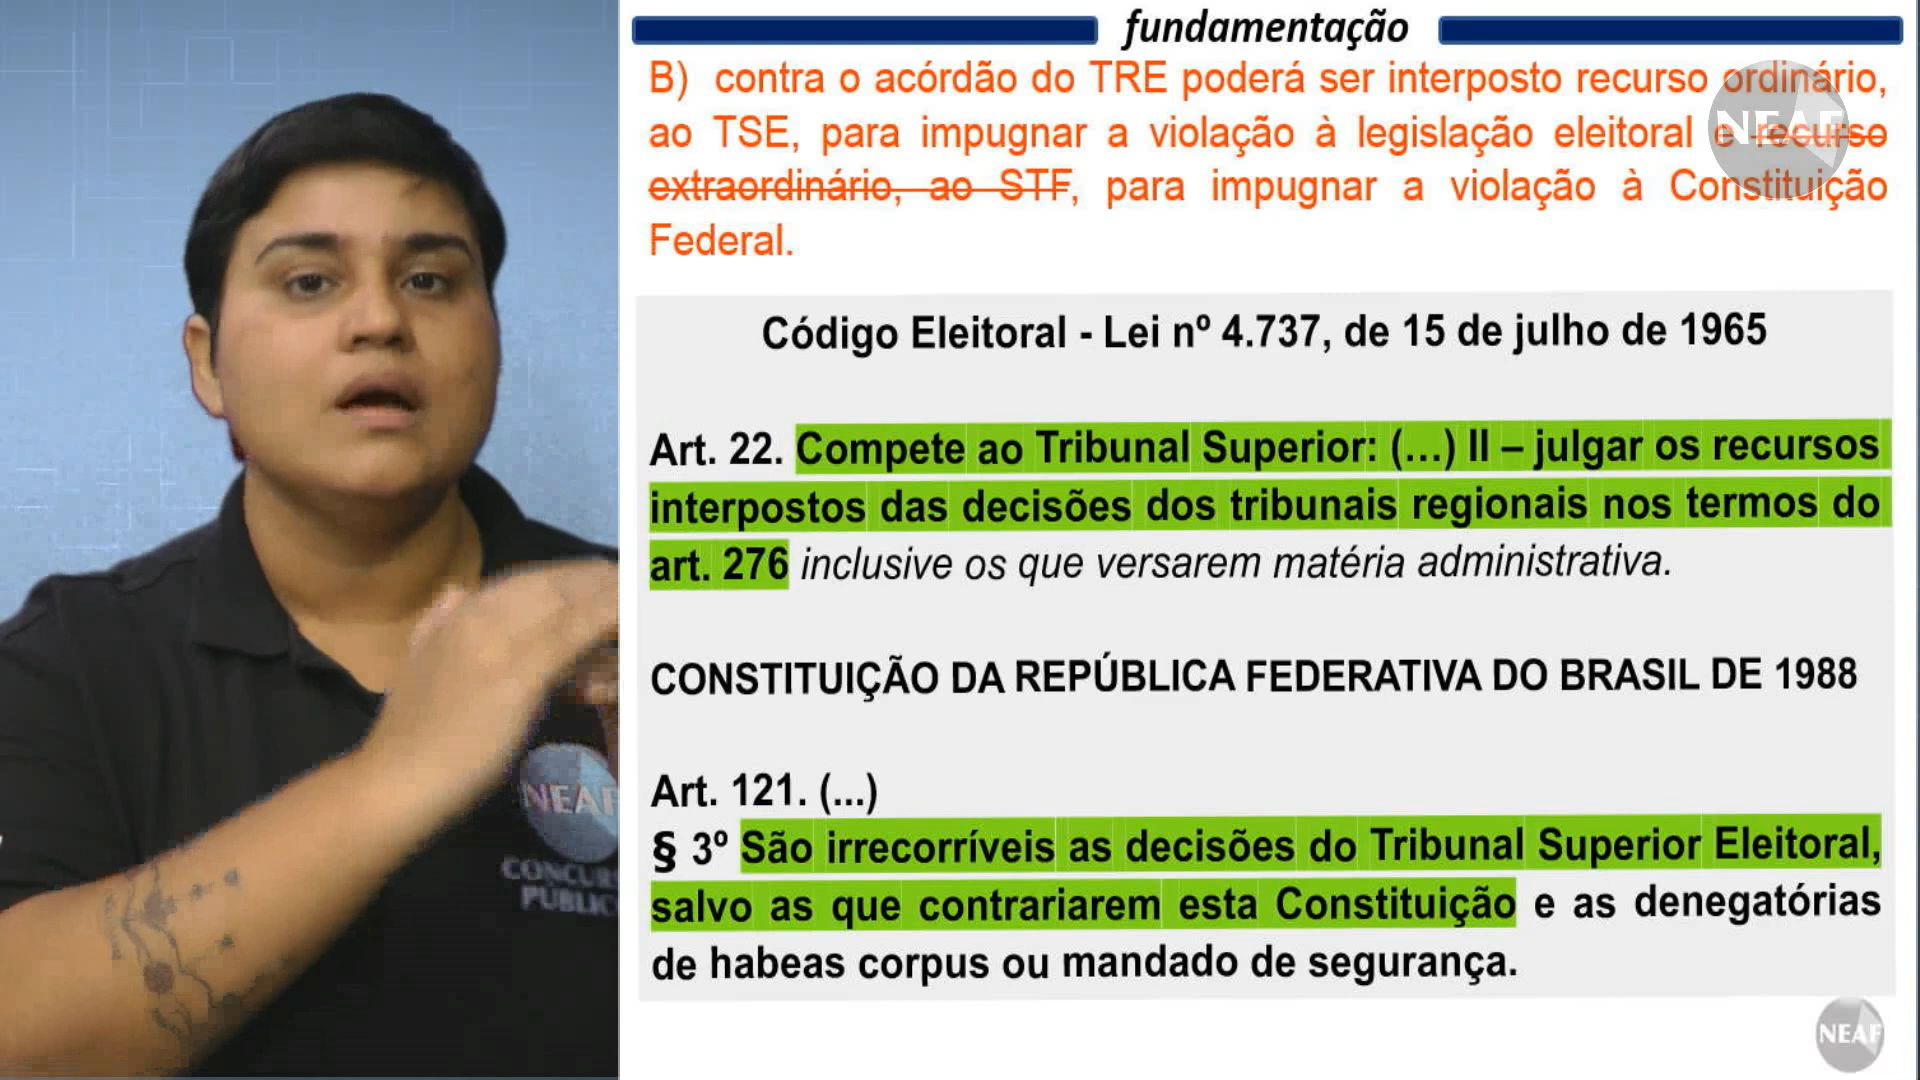 fundamentação
B) contra o acórdão do TRE poderá ser interposto recurso ordinário,
ao TSE, para impugnar a violação à legislação eleitoral e recurso
extraordinário, ao STF, para impugnar a violação à Constituição
Federal.
NEAF
Código Eleitoral - Lei nº 4.737, de 15 de julho de 1965
Art. 22. Compete ao Tribunal Superior: (...) II – julgar os recursos
interpostos das decisões dos tribunais regionais nos termos do
art. 276 inclusive os que versarem matéria administrativa.
CONSTITUIÇÃO DA REPÚBLICA FEDERATIVA DO BRASIL DE 1988
Art. 121. (...)
§ 3º São irrecorríveis as decisões do Tribunal Superior Eleitoral,
salvo as que contrariarem esta Constituição e as denegatórias
de habeas corpus ou mandado de segurança.
NEAF
NEAF